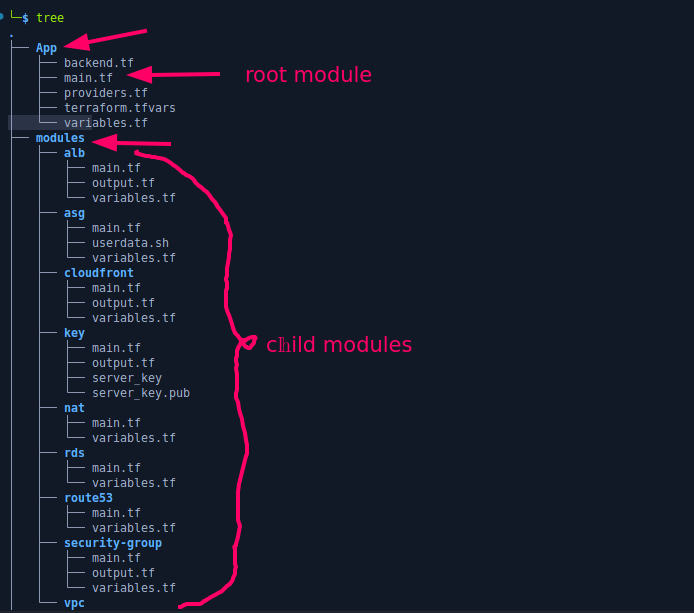 └─$ tree
.
├── App
│   ├── backend.tf
│   ├── main.tf
root module
│   ├── providers.tf
│   ├── terraform.tfvars
│   └── variables.tf
├── modules
│   ├── alb
│   │   ├── main.tf
│   │   ├── output.tf
│   │   └── variables.tf
│   ├── asg
│   │   ├── main.tf
│   │   ├── userdata.sh
│   │   └── variables.tf
│   ├── cloudfront
│   │   ├── main.tf
│   │   ├── output.tf
│   │   └── variables.tf
│   ├── key
│   │   ├── main.tf
child modules
│   │   ├── output.tf
│   │   ├── server_key
│   │   └── server_key.pub
│   ├── nat
│   │   ├── main.tf
│   │   └── variables.tf
│   ├── rds
│   │   ├── main.tf
│   │   └── variables.tf
│   ├── route53
│   │   ├── main.tf
│   │   └── variables.tf
│   ├── security-group
│   │   ├── main.tf
│   │   ├── output.tf
│   │   └── variables.tf
│   └── vpc